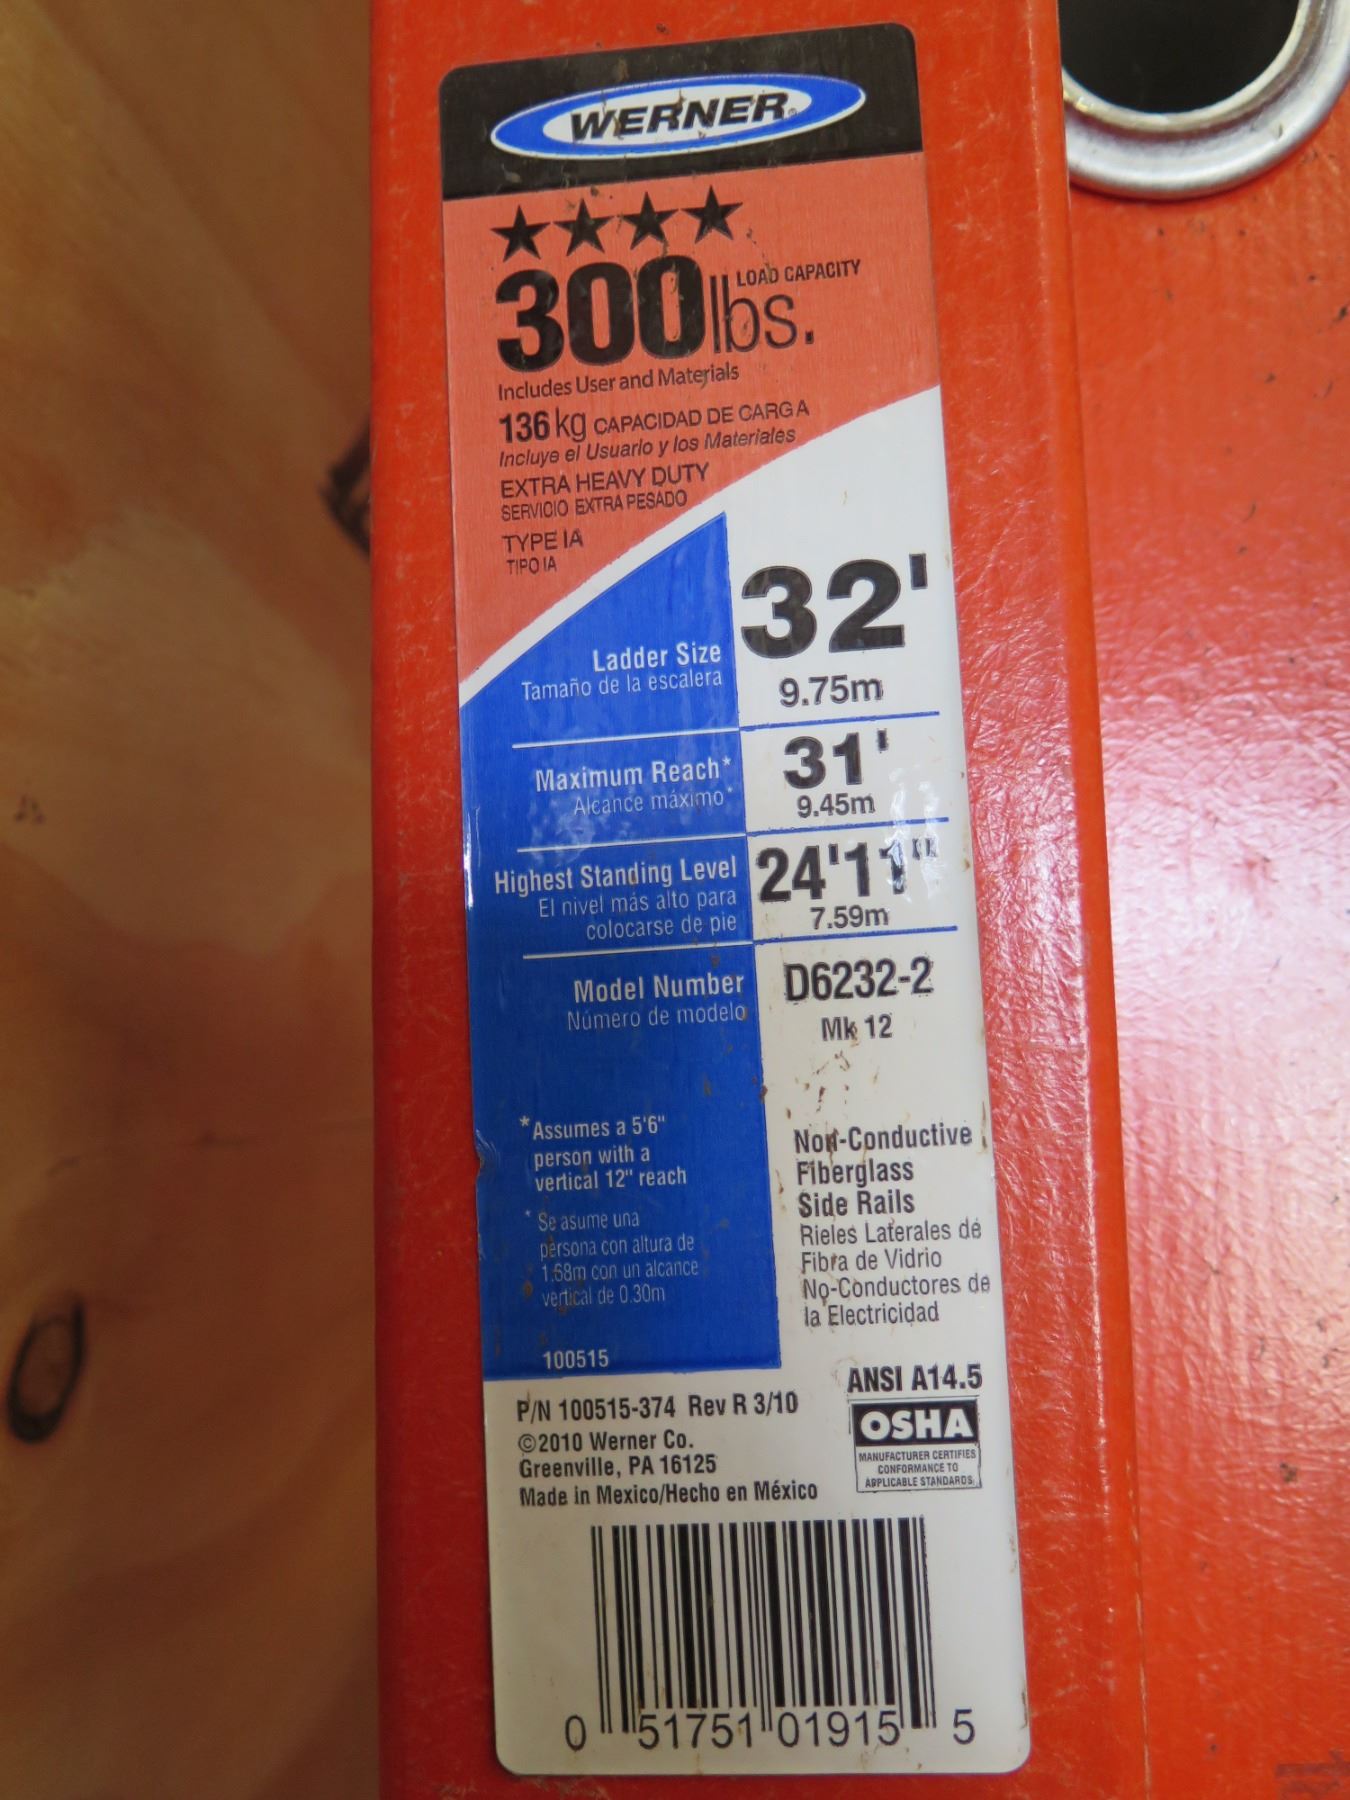 WERNER®
★★★★
300lbs. LOAD CAPACITY
Includes User and Materials
136 kg CAPACIDAD DE CARGA
Incluye el Usuario y los Materiales
EXTRA HEAVY DUTY
SERVICIO EXTRA PESADO
TYPE IA
TIPO IA
Ladder Size 32'
Tamaño de la escalera 9.75m
Maximum Reach* 31'
Alcance máximo* 9.45m
Highest Standing Level 24'11"
El nivel más alto para
colocarse de pie 7.59m
Model Number D6232-2
Número de modelo Mk 12
*Assumes a 5'6"
person with a
vertical 12" reach
* Se asume una
persona con altura de
1.68m con un alcance
vertical de 0.30m
100515
Non-Conductive
Fiberglass
Side Rails
Rieles Laterales de
Fibra de Vidrio
No-Conductores de
la Electricidad
ANSI A14.5
OSHA
MANUFACTURER CERTIFIES
CONFORMANCE TO
APPLICABLE STANDARDS.
P/N 100515-374 Rev R 3/10
©2010 Werner Co.
Greenville, PA 16125
Made in Mexico/Hecho en México
0 51751 01915 5